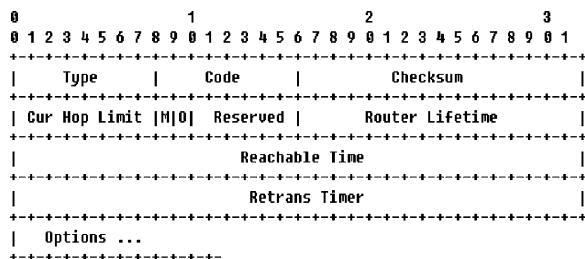 0                   1                   2                   3
0 1 2 3 4 5 6 7 8 9 0 1 2 3 4 5 6 7 8 9 0 1 2 3 4 5 6 7 8 9 0 1
+-+-+-+-+-+-+-+-+-+-+-+-+-+-+-+-+-+-+-+-+-+-+-+-+-+-+-+-+-+-+-+-+
|     Type      |     Code      |          Checksum             |
+-+-+-+-+-+-+-+-+-+-+-+-+-+-+-+-+-+-+-+-+-+-+-+-+-+-+-+-+-+-+-+-+
| Cur Hop Limit |M|O|  Reserved |       Router Lifetime         |
+-+-+-+-+-+-+-+-+-+-+-+-+-+-+-+-+-+-+-+-+-+-+-+-+-+-+-+-+-+-+-+-+
|                         Reachable Time                        |
+-+-+-+-+-+-+-+-+-+-+-+-+-+-+-+-+-+-+-+-+-+-+-+-+-+-+-+-+-+-+-+-+
|                          Retrans Timer                        |
+-+-+-+-+-+-+-+-+-+-+-+-+-+-+-+-+-+-+-+-+-+-+-+-+-+-+-+-+-+-+-+-+
|   Options ...
+-+-+-+-+-+-+-+-+-+-+-+-